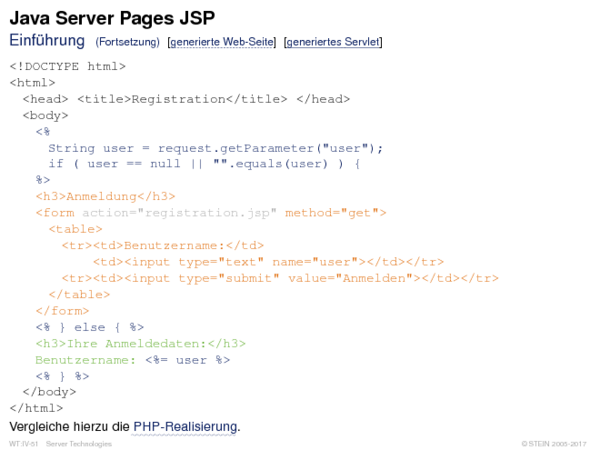 Java Server Pages JSP
Einführung (Fortsetzung) [generierte Web-Seite] [generiertes Servlet]
<!DOCTYPE html>
<html>
<head> <title>Registration</title> </head>
<body>
<%
String user = request.getParameter("user");
if ( user == null || "".equals(user) ) {
%>
<h3>Anmeldung</h3>
<form action="registration.jsp" method="get">
<table>
<tr><td>Benutzername:</td>
<td><input type="text" name="user"></td></tr>
<tr><td><input type="submit" value="Anmelden"></td></tr>
</table>
</form>
<% } else { %>
<h3>Ihre Anmeldedaten:</h3>
Benutzername: <%= user %>
<% } %>
</body>
</html>
Vergleiche hierzu die PHP-Realisierung.
WT:IV-51 Server Technologies © STEIN 2005-2017